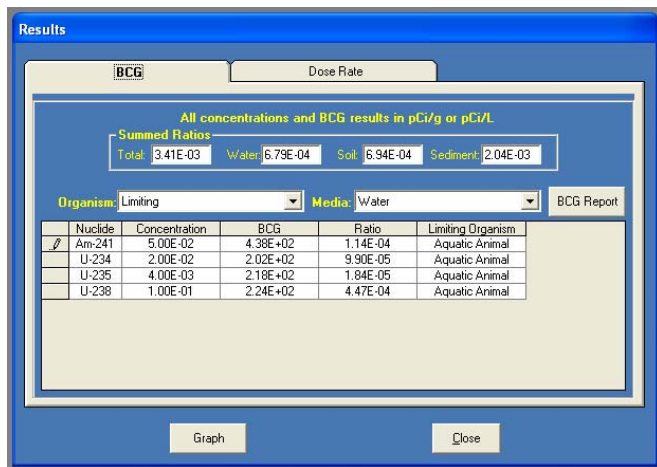 Results
BCG Dose Rate
All concentrations and BCG results in pCi/g or pCi/L
Summed Ratios
Total: 3.41E-03 Water: 6.79E-04 Soil: 6.94E-04 Sediment: 2.04E-03
Organism: Limiting Media: Water BCG Report
Nuclide Concentration BCG Ratio Limiting Organism
Am-241 5.00E-02 4.38E+02 1.14E-04 Aquatic Animal
U-234 2.00E-02 2.02E+02 9.90E-05 Aquatic Animal
U-235 4.00E-03 2.18E+02 1.84E-05 Aquatic Animal
U-238 1.00E-01 2.24E+02 4.47E-04 Aquatic Animal
Graph Close